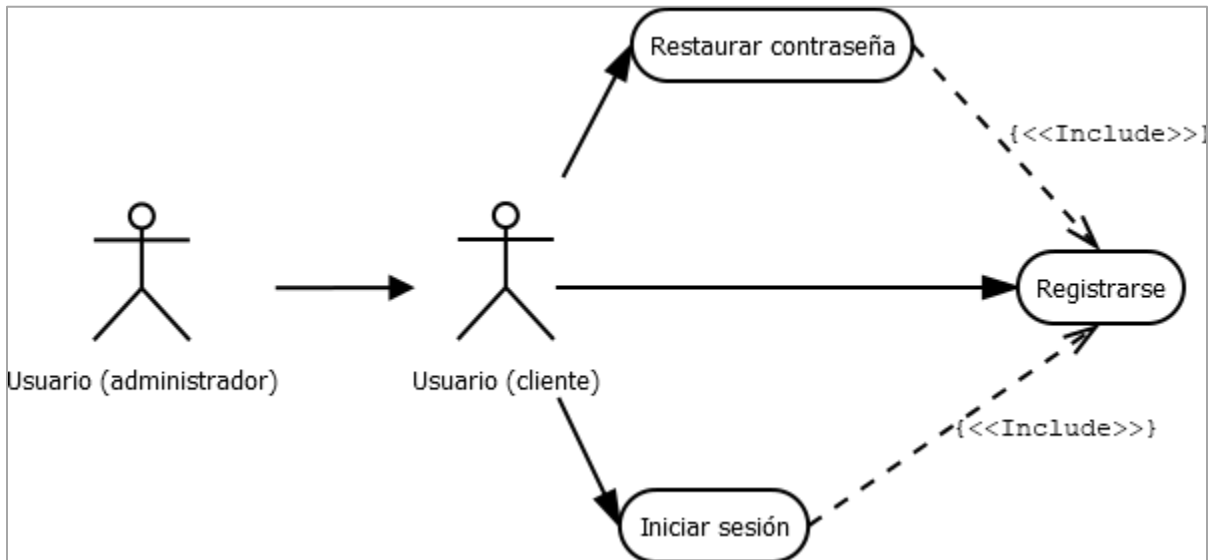 Restaurar contraseña
{<<Include>>}
Registrarse
Usuario (administrador)
Usuario (cliente)
{<<Include>>}
Iniciar sesión